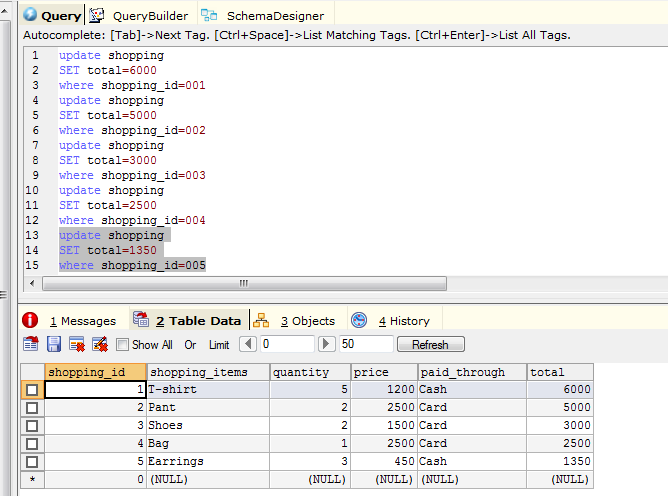 Query QueryBuilder SchemaDesigner
Autocomplete: [Tab]->Next Tag. [Ctrl+Space]->List Matching Tags. [Ctrl+Enter]->List All Tags.
1 update shopping
2 SET total=6000
3 where shopping_id=001
4 update shopping
5 SET total=5000
6 where shopping_id=002
7 update shopping
8 SET total=3000
9 where shopping_id=003
10 update shopping
11 SET total=2500
12 where shopping_id=004
13 update shopping
14 SET total=1350
15 where shopping_id=005
1 Messages 2 Table Data 3 Objects 4 History
Show All Or Limit 0 50 Refresh
shopping_id shopping_items quantity price paid_through total
1 T-shirt 5 1200 Cash 6000
2 Pant 2 2500 Card 5000
3 Shoes 2 1500 Card 3000
4 Bag 1 2500 Card 2500
5 Earrings 3 450 Cash 1350
* 0 (NULL) (NULL) (NULL) (NULL) (NULL)